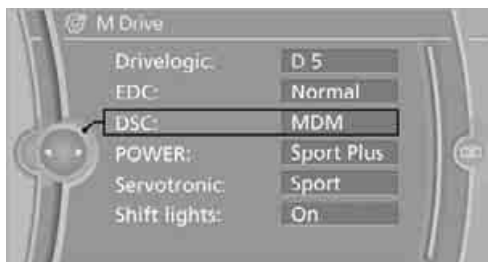 M Drive
Drivelogic: D 5
EDC: Normal
DSC: MDM
POWER: Sport Plus
Servotronic: Sport
Shift lights: On